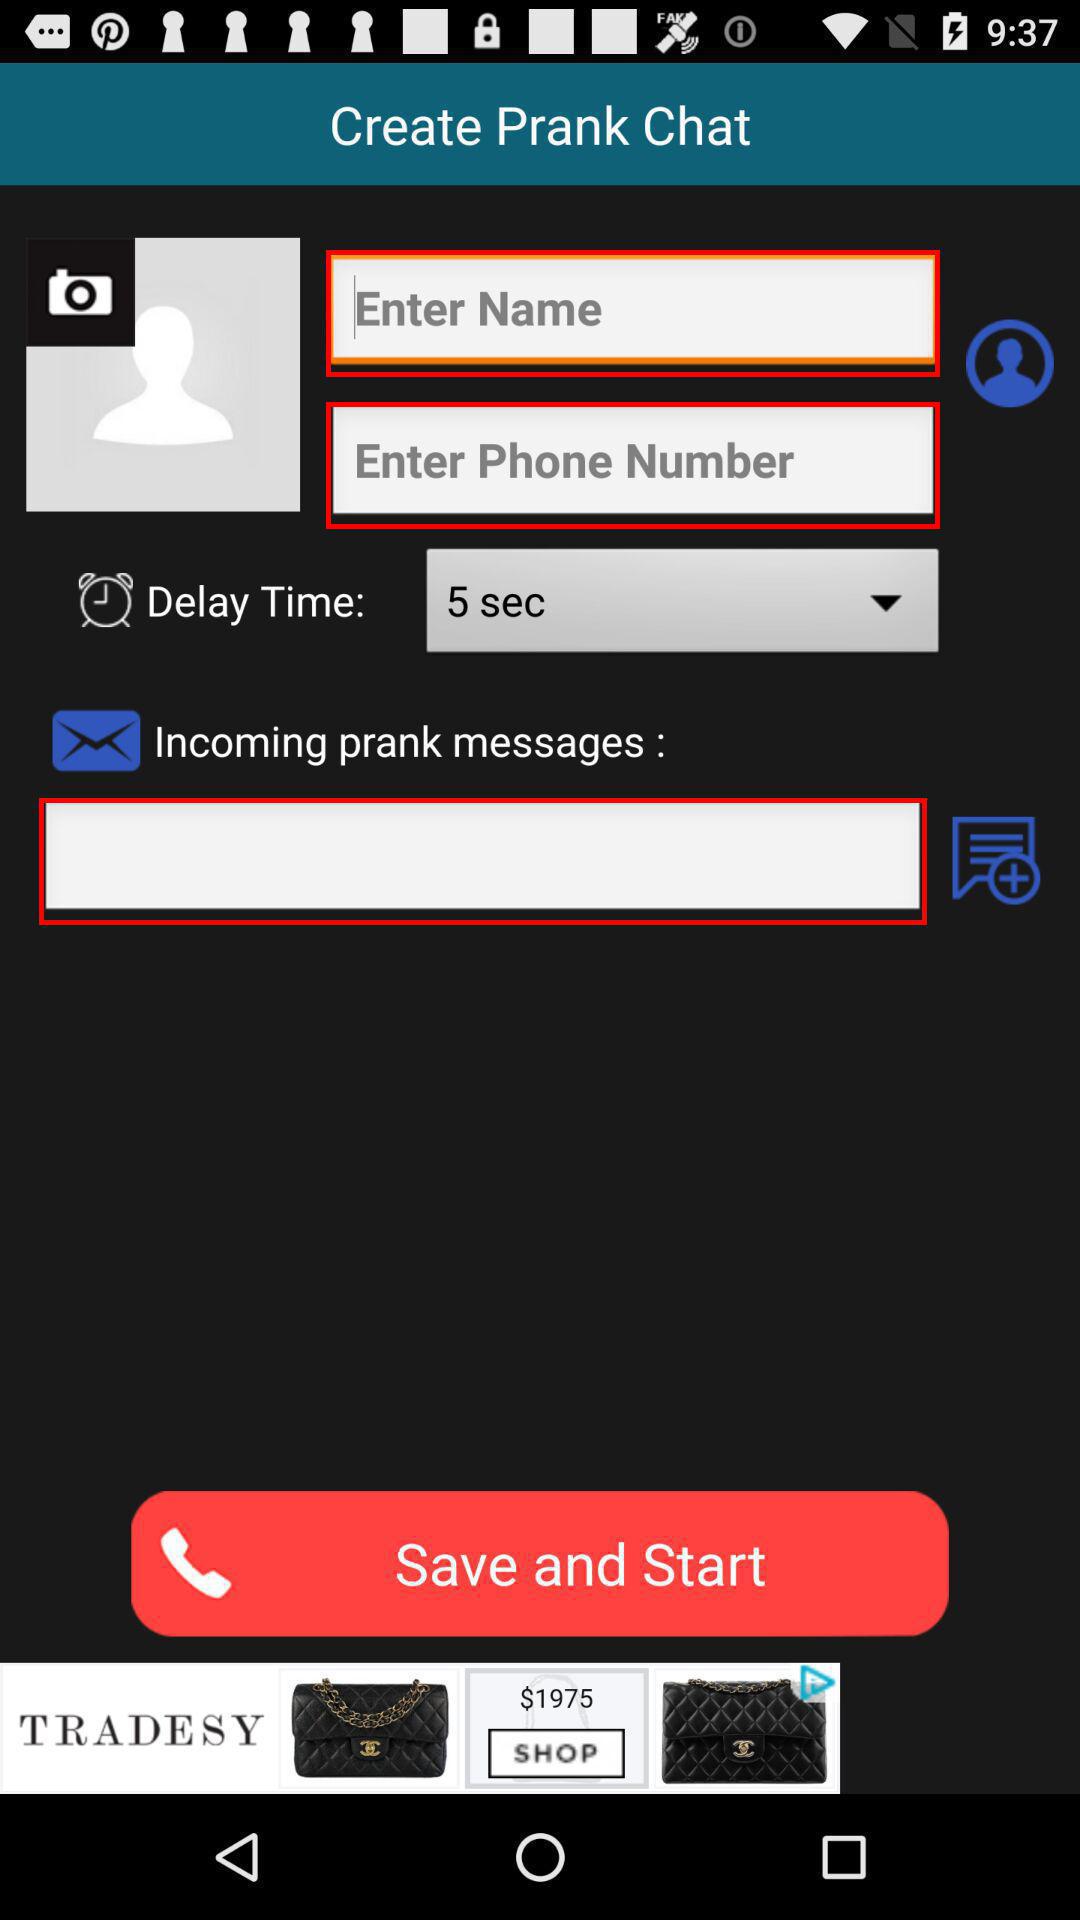 FAKE
9:37
Create Prank Chat
Enter Name
Enter Phone Number
Delay Time:
5 sec
Incoming prank messages :
Save and Start
TRADESY
$1975
SHOP